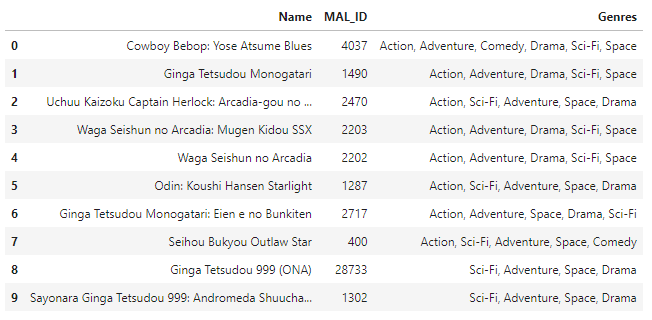 Name MAL_ID Genres
0 Cowboy Bebop: Yose Atsume Blues 4037 Action, Adventure, Comedy, Drama, Sci-Fi, Space
1 Ginga Tetsudou Monogatari 1490 Action, Adventure, Drama, Sci-Fi, Space
2 Uchuu Kaizoku Captain Herlock: Arcadia-gou no ... 2470 Action, Sci-Fi, Adventure, Space, Drama
3 Waga Seishun no Arcadia: Mugen Kidou SSX 2203 Action, Adventure, Drama, Sci-Fi, Space
4 Waga Seishun no Arcadia 2202 Action, Adventure, Drama, Sci-Fi, Space
5 Odin: Koushi Hansen Starlight 1287 Action, Sci-Fi, Adventure, Space, Drama
6 Ginga Tetsudou Monogatari: Eien e no Bunkiten 2717 Action, Adventure, Space, Drama, Sci-Fi
7 Seihou Bukyou Outlaw Star 400 Action, Sci-Fi, Adventure, Space, Comedy
8 Ginga Tetsudou 999 (ONA) 28733 Sci-Fi, Adventure, Space, Drama
9 Sayonara Ginga Tetsudou 999: Andromeda Shuucha... 1302 Sci-Fi, Adventure, Space, Drama